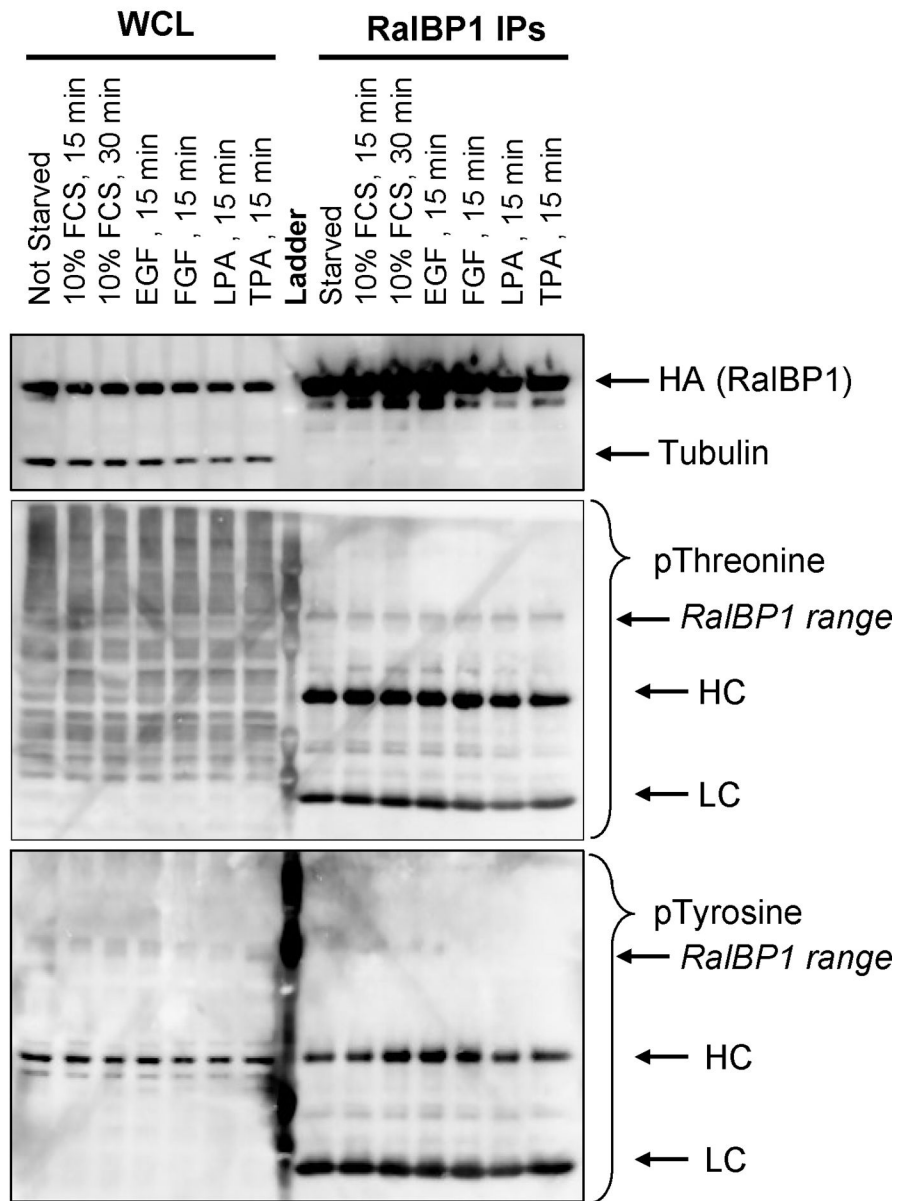 WCL
RalBP1 IPs
Not Starved
10% FCS, 15 min
10% FCS, 30 min
EGF , 15 min
FGF , 15 min
LPA , 15 min
TPA , 15 min
Ladder
Starved
10% FCS, 15 min
10% FCS, 30 min
EGF , 15 min
FGF , 15 min
LPA , 15 min
TPA , 15 min
HA (RalBP1)
Tubulin
pThreonine
RalBP1 range
HC
LC
pTyrosine
RalBP1 range
HC
LC